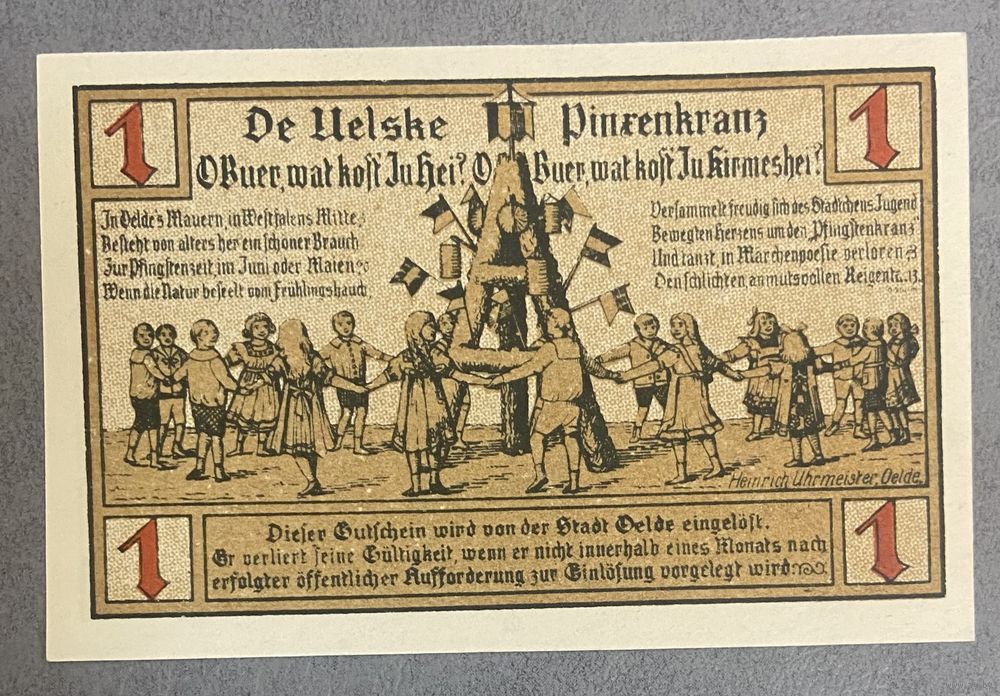 1
De Uelske Pinxenkranz
1
O Buer, wat kost Ju Hei? O Buer, wat kost Ju Kirmeshei?
In Oelde's Mauern, in Westfalens Mitte,
Besteht von alters her ein schöner Brauch
Zur Pfingstenzeit, im Juni oder Maien
Wenn die Natur beseelt vom Frühlingshauch,
Versammelt freudig sich des Städtchens Jugend
Bewegten Herzens um den Pfingstenkranz
Und tanzt, in Märchenpoesie verloren
Den schlichten anmutsvollen Reigentz.
Heinrich Uhrmeister, Oelde.
1
Dieser Gutschein wird von der Stadt Oelde eingelöst.
Er verliert seine Gültigkeit, wenn er nicht innerhalb eines Monats nach
erfolgter öffentlicher Aufforderung zur Einlösung vorgelegt wird
1